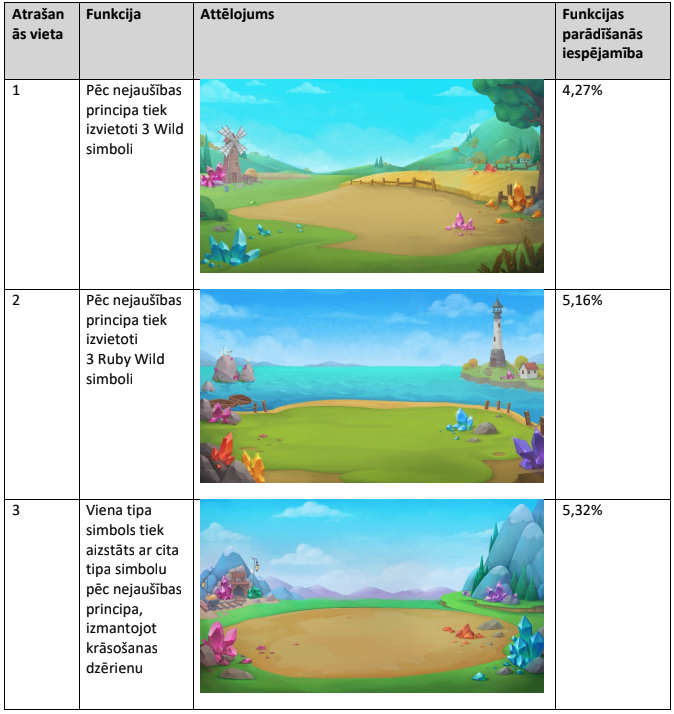 Atrašan
ās vieta
Funkcija
Attēlojums
Funkcijas
parādīšanās
iespējamība
1
Pēc nejaušības
principa tiek
izvietoti 3 Wild
simboli
4,27%
2
Pēc nejaušības
principa tiek
izvietoti
3 Ruby Wild
simboli
5,16%
3
Viena tipa
simbols tiek
aizstāts ar cita
tipa simbolu
pēc nejaušības
principa,
izmantojot
krāsošanas
dzērienu
5,32%